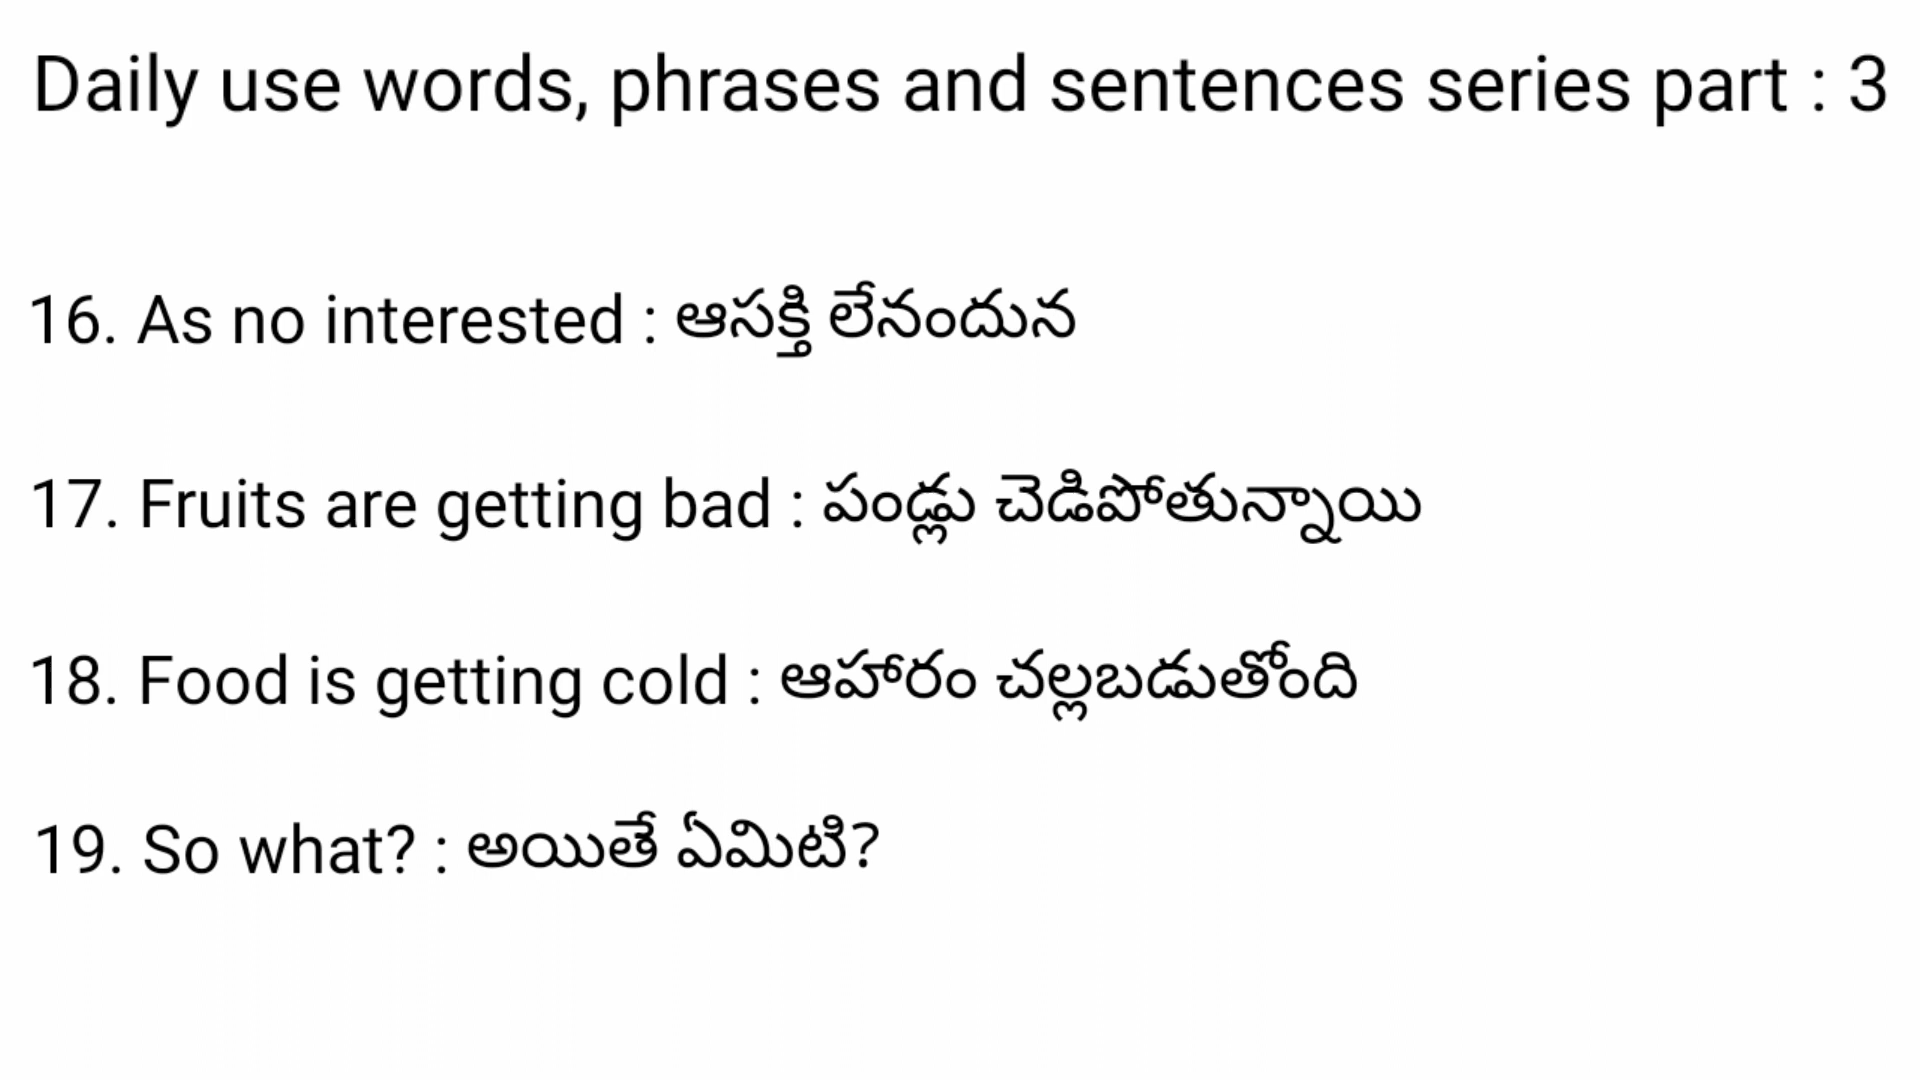 Daily use words, phrases and sentences series part : 3
16. As no interested : ఆసక్తి లేనందున
17. Fruits are getting bad : పండ్లు చెడిపోతున్నాయి
18. Food is getting cold : ఆహారం చల్లబడుతోంది
19. So what? : అయితే ఏమిటి?